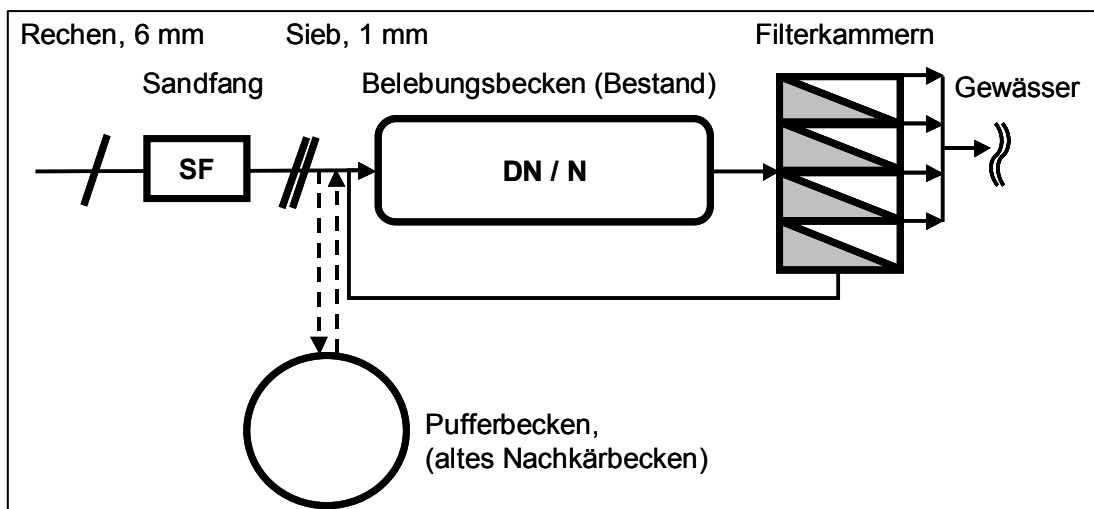 Rechen, 6 mm
Sieb, 1 mm
Filterkammern
Sandfang
Belebungsbecken (Bestand)
Gewässer
SF
DN / N
Pufferbecken,
(altes Nachkärbecken)